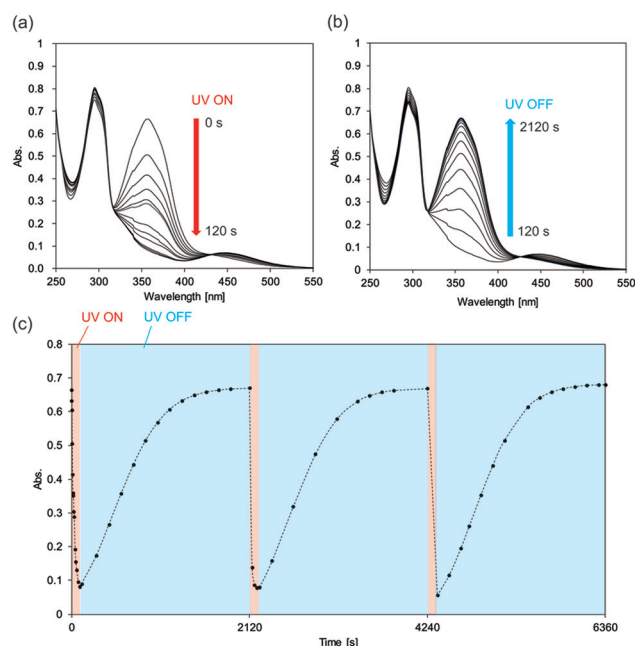 (a)
(b)
1
0.9
0.8
0.7
0.6
0.5
0.4
0.3
0.2
0.1
0.0
Abs.
UV ON
0 s
120 s
250 300 350 400 450 500 550
Wavelength [nm]
1
0.9
0.8
0.7
0.6
0.5
0.4
0.3
0.2
0.1
0
Abs.
UV OFF
2120 s
120 s
250 300 350 400 450 500 550
Wavelength [nm]
(c)
UV ON UV OFF
0.8
0.7
0.6
0.5
0.4
0.3
0.2
0.1
0
Abs.
0 2120 4240 6360
Time [s]